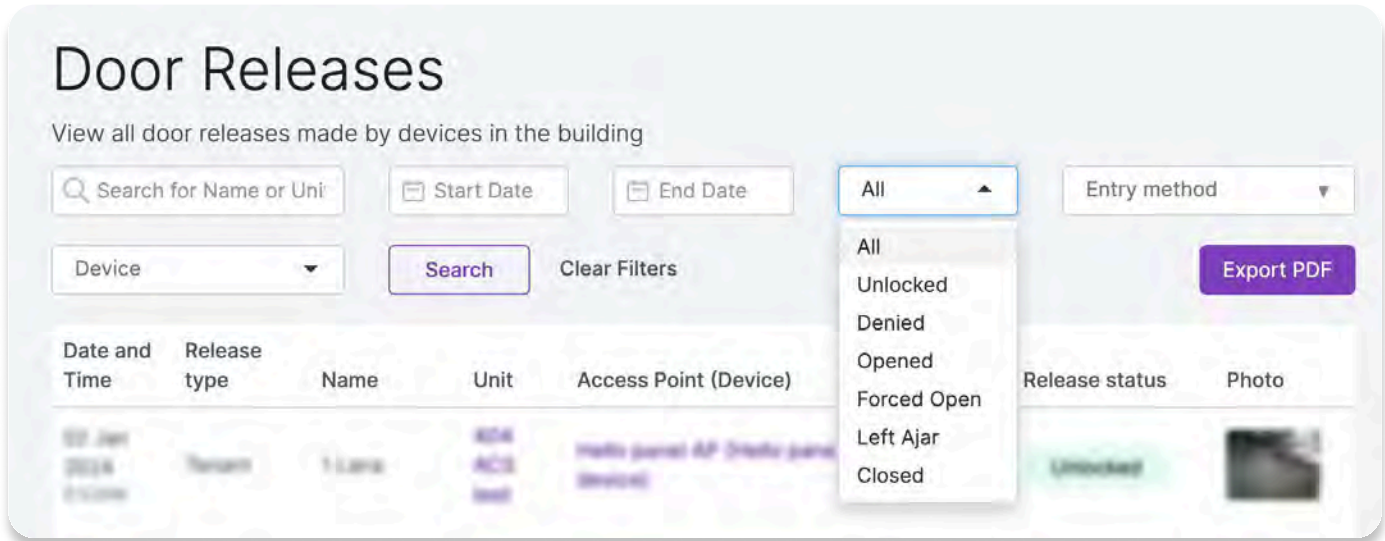 Door Releases
View all door releases made by devices in the building
Search for Name or Uni
Start Date
End Date
All
Entry method
Device
Search
Clear Filters
Export PDF
All
Unlocked
Denied
Opened
Forced Open
Left Ajar
Closed
Date and Time
Release type
Name
Unit
Access Point (Device)
Release status
Photo
Unlocked